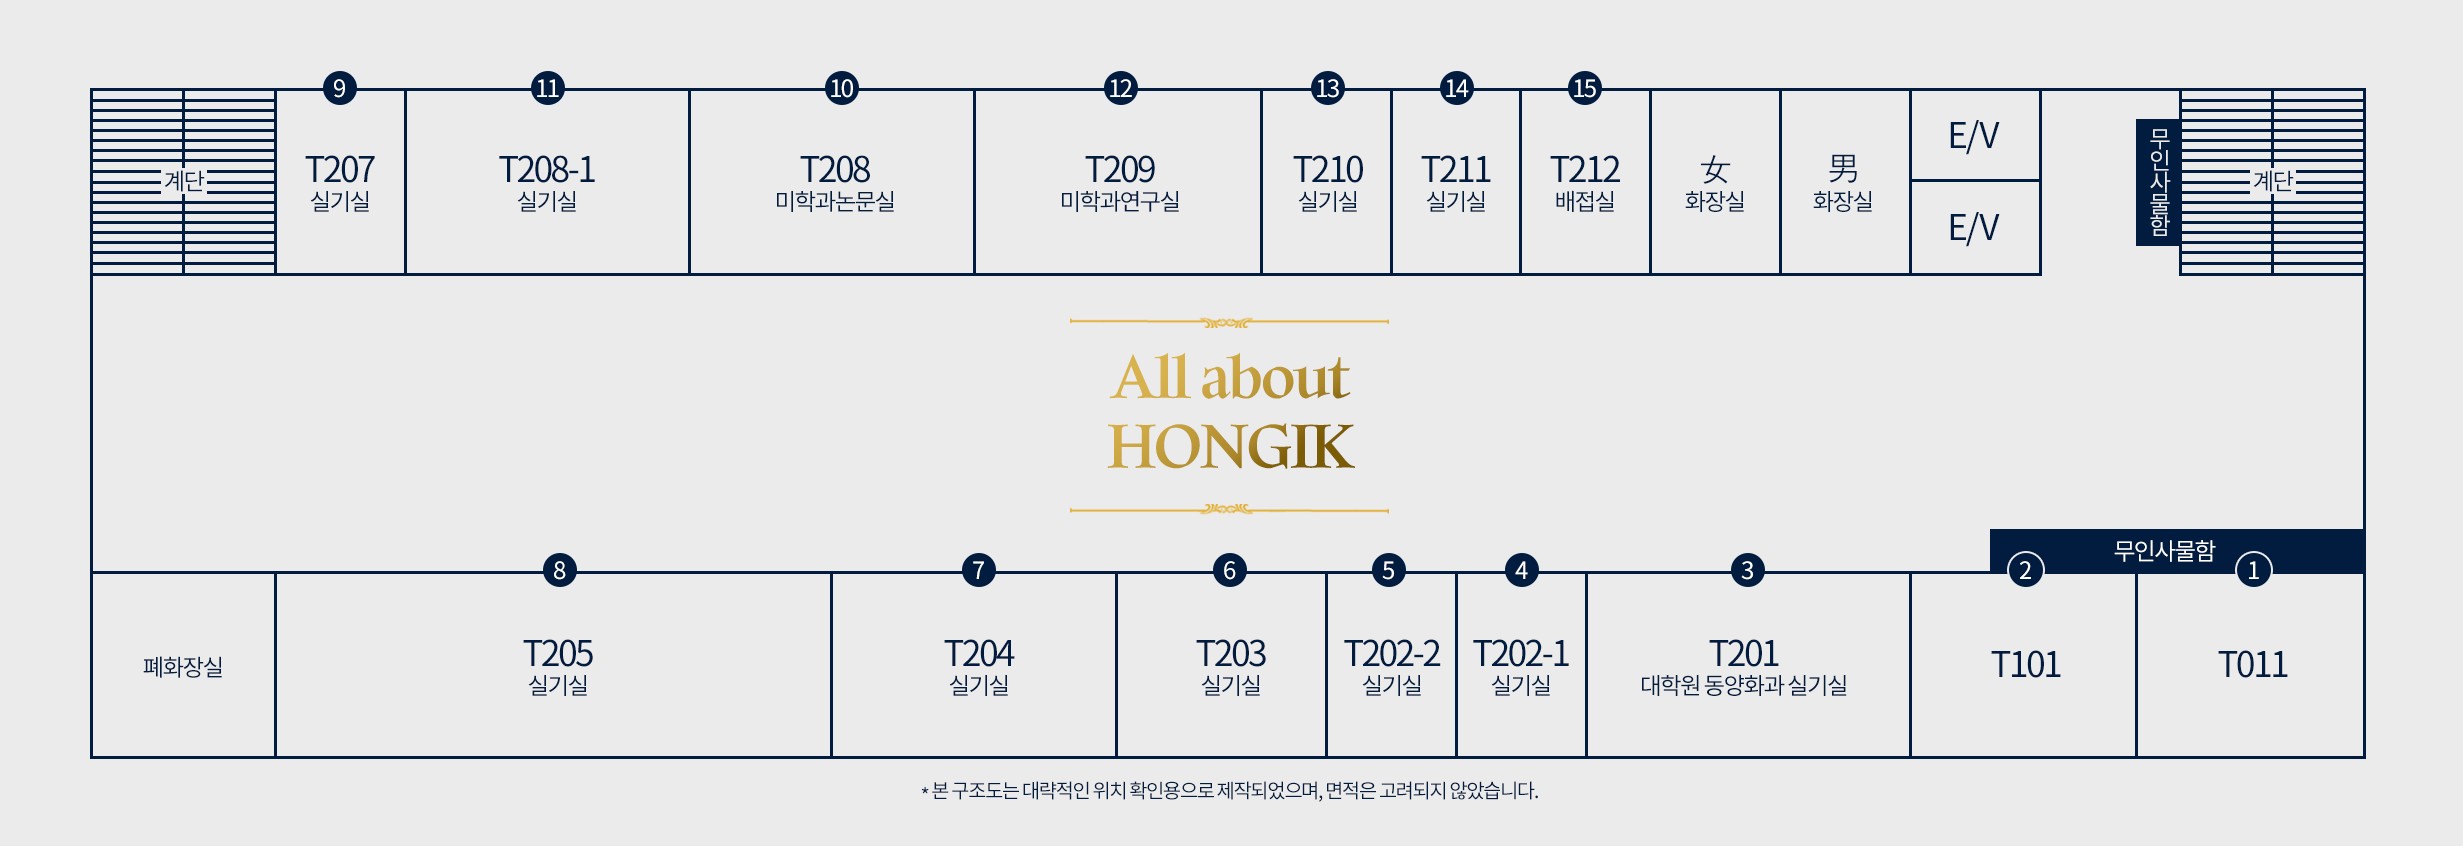 9
11
10
12
13
14
15
계단
T207
실기실
T208-1
실기실
T208
미학과논문실
T209
미학과연구실
T210
실기실
T211
실기실
T212
배접실
女
화장실
男
화장실
E/V
E/V
무인사물함
계단
All about
HONGIK
무인사물함
8
7
6
5
4
3
2
1
폐화장실
T205
실기실
T204
실기실
T203
실기실
T202-2
실기실
T202-1
실기실
T201
대학원 동양화과 실기실
T101
T011
* 본 구조도는 대략적인 위치 확인용으로 제작되었으며, 면적은 고려되지 않았습니다.